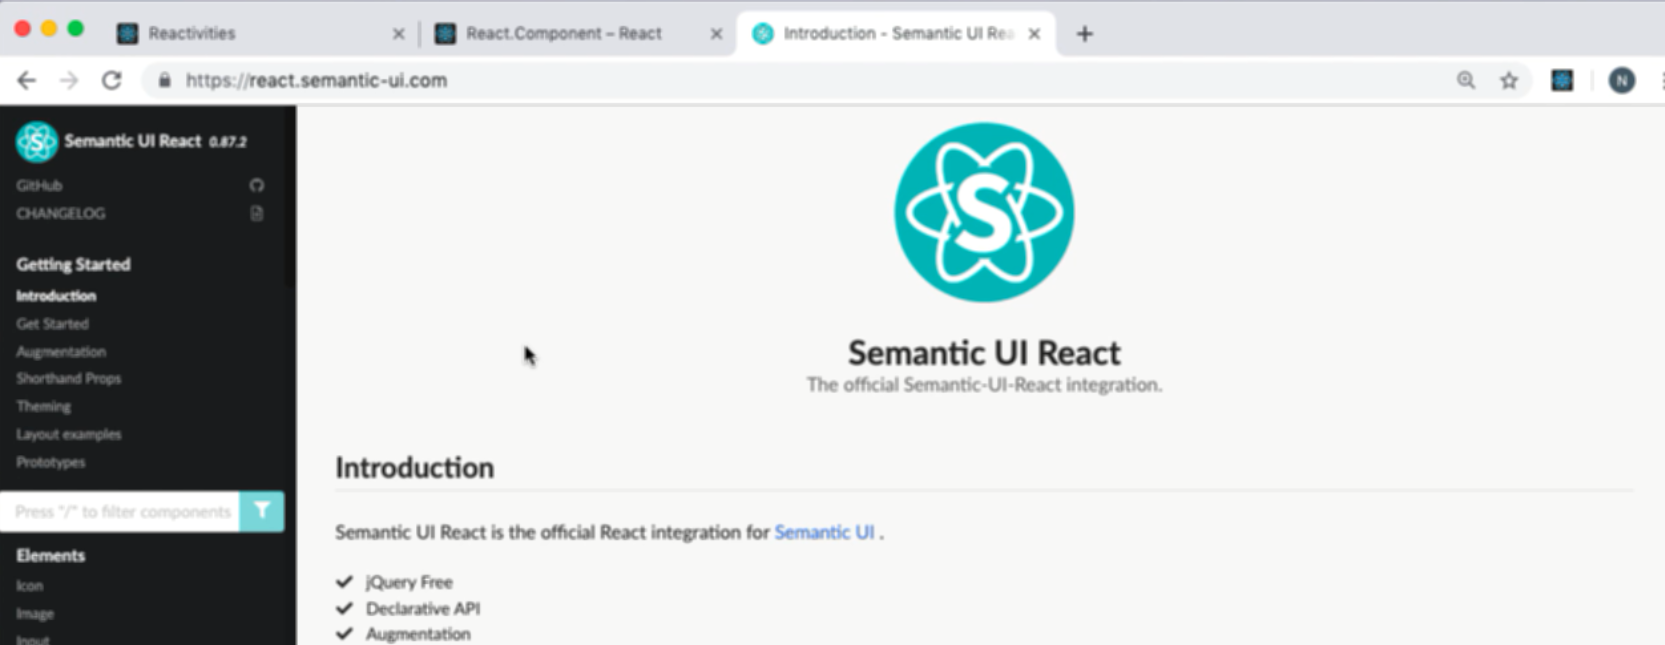 Reactivities
React.Component – React
Introduction - Semantic UI Rea
https://react.semantic-ui.com
N
Semantic UI React 0.87.2
GitHub
CHANGELOG
Getting Started
Introduction
Get Started
Augmentation
Shorthand Props
Theming
Layout examples
Prototypes
Press "/" to filter components
Elements
Icon
Image
Input
S
Semantic UI React
The official Semantic-UI-React integration.
Introduction
Semantic UI React is the official React integration for Semantic UI .
jQuery Free
Declarative API
Augmentation